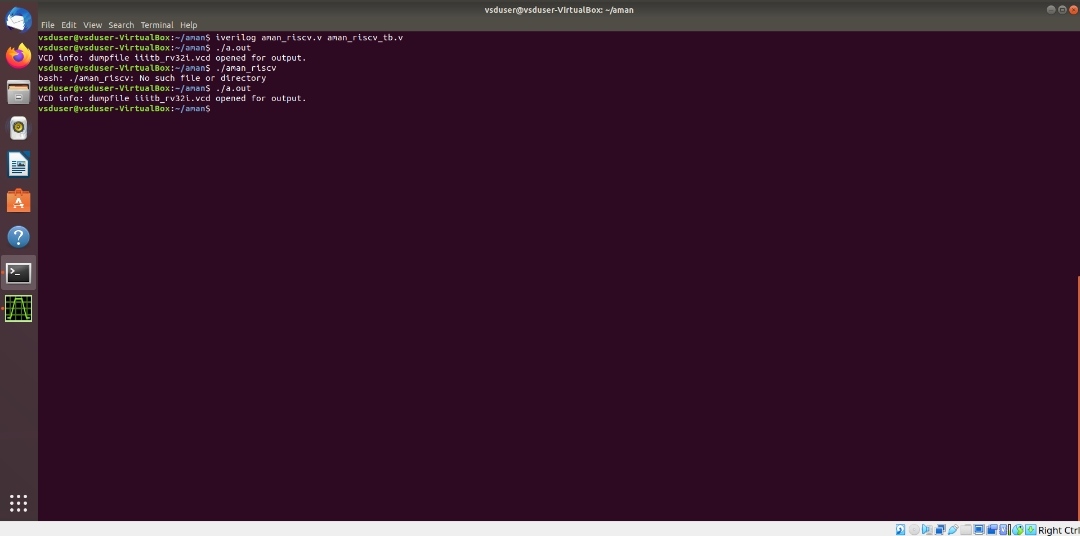 vsduser@vsduser-VirtualBox: ~/aman
File Edit View Search Terminal Help
vsduser@vsduser-VirtualBox:~/aman$ iverilog aman_riscv.v aman_riscv_tb.v
vsduser@vsduser-VirtualBox:~/aman$ ./a.out
VCD info: dumpfile iiitb_rv32i.vcd opened for output.
vsduser@vsduser-VirtualBox:~/aman$ ./aman_riscv
bash: ./aman_riscv: No such file or directory
vsduser@vsduser-VirtualBox:~/aman$ ./a.out
VCD info: dumpfile iiitb_rv32i.vcd opened for output.
vsduser@vsduser-VirtualBox:~/aman$
Right Ctrl